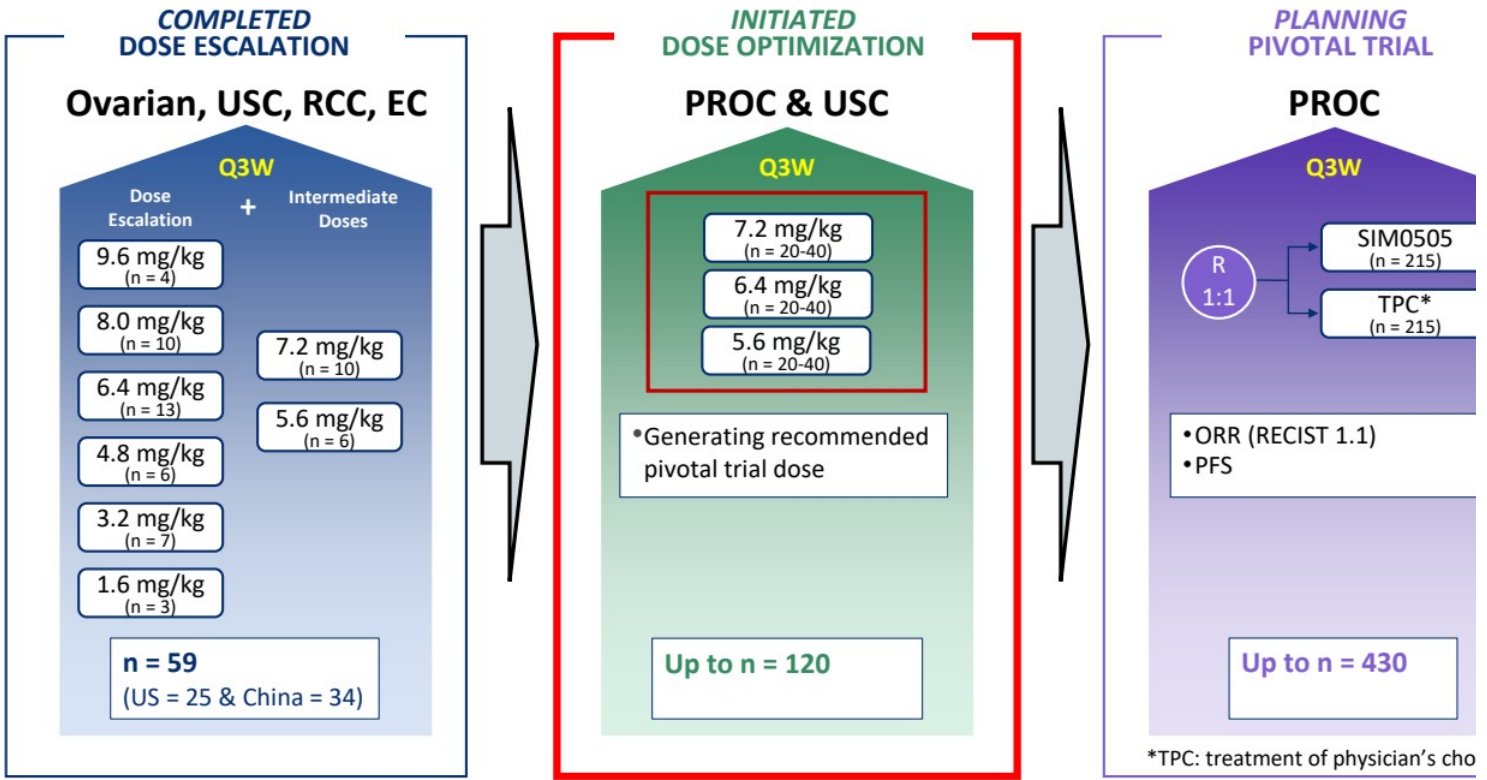 COMPLETED
DOSE ESCALATION
Ovarian, USC, RCC, EC
Q3W
Dose
Escalation
+
Intermediate
Doses
9.6 mg/kg
(n = 4)
8.0 mg/kg
(n = 10)
6.4 mg/kg
(n = 13)
4.8 mg/kg
(n = 6)
3.2 mg/kg
(n = 7)
1.6 mg/kg
(n = 3)
7.2 mg/kg
(n = 10)
5.6 mg/kg
(n = 6)
n = 59
(US = 25 & China = 34)
INITIATED
DOSE OPTIMIZATION
PROC & USC
Q3W
7.2 mg/kg
(n = 20-40)
6.4 mg/kg
(n = 20-40)
5.6 mg/kg
(n = 20-40)
•Generating recommended
pivotal trial dose
Up to n = 120
PLANNING
PIVOTAL TRIAL
PROC
Q3W
R
1:1
SIM0505
(n = 215)
TPC*
(n = 215)
•ORR (RECIST 1.1)
•PFS
Up to n = 430
*TPC: treatment of physician's cho